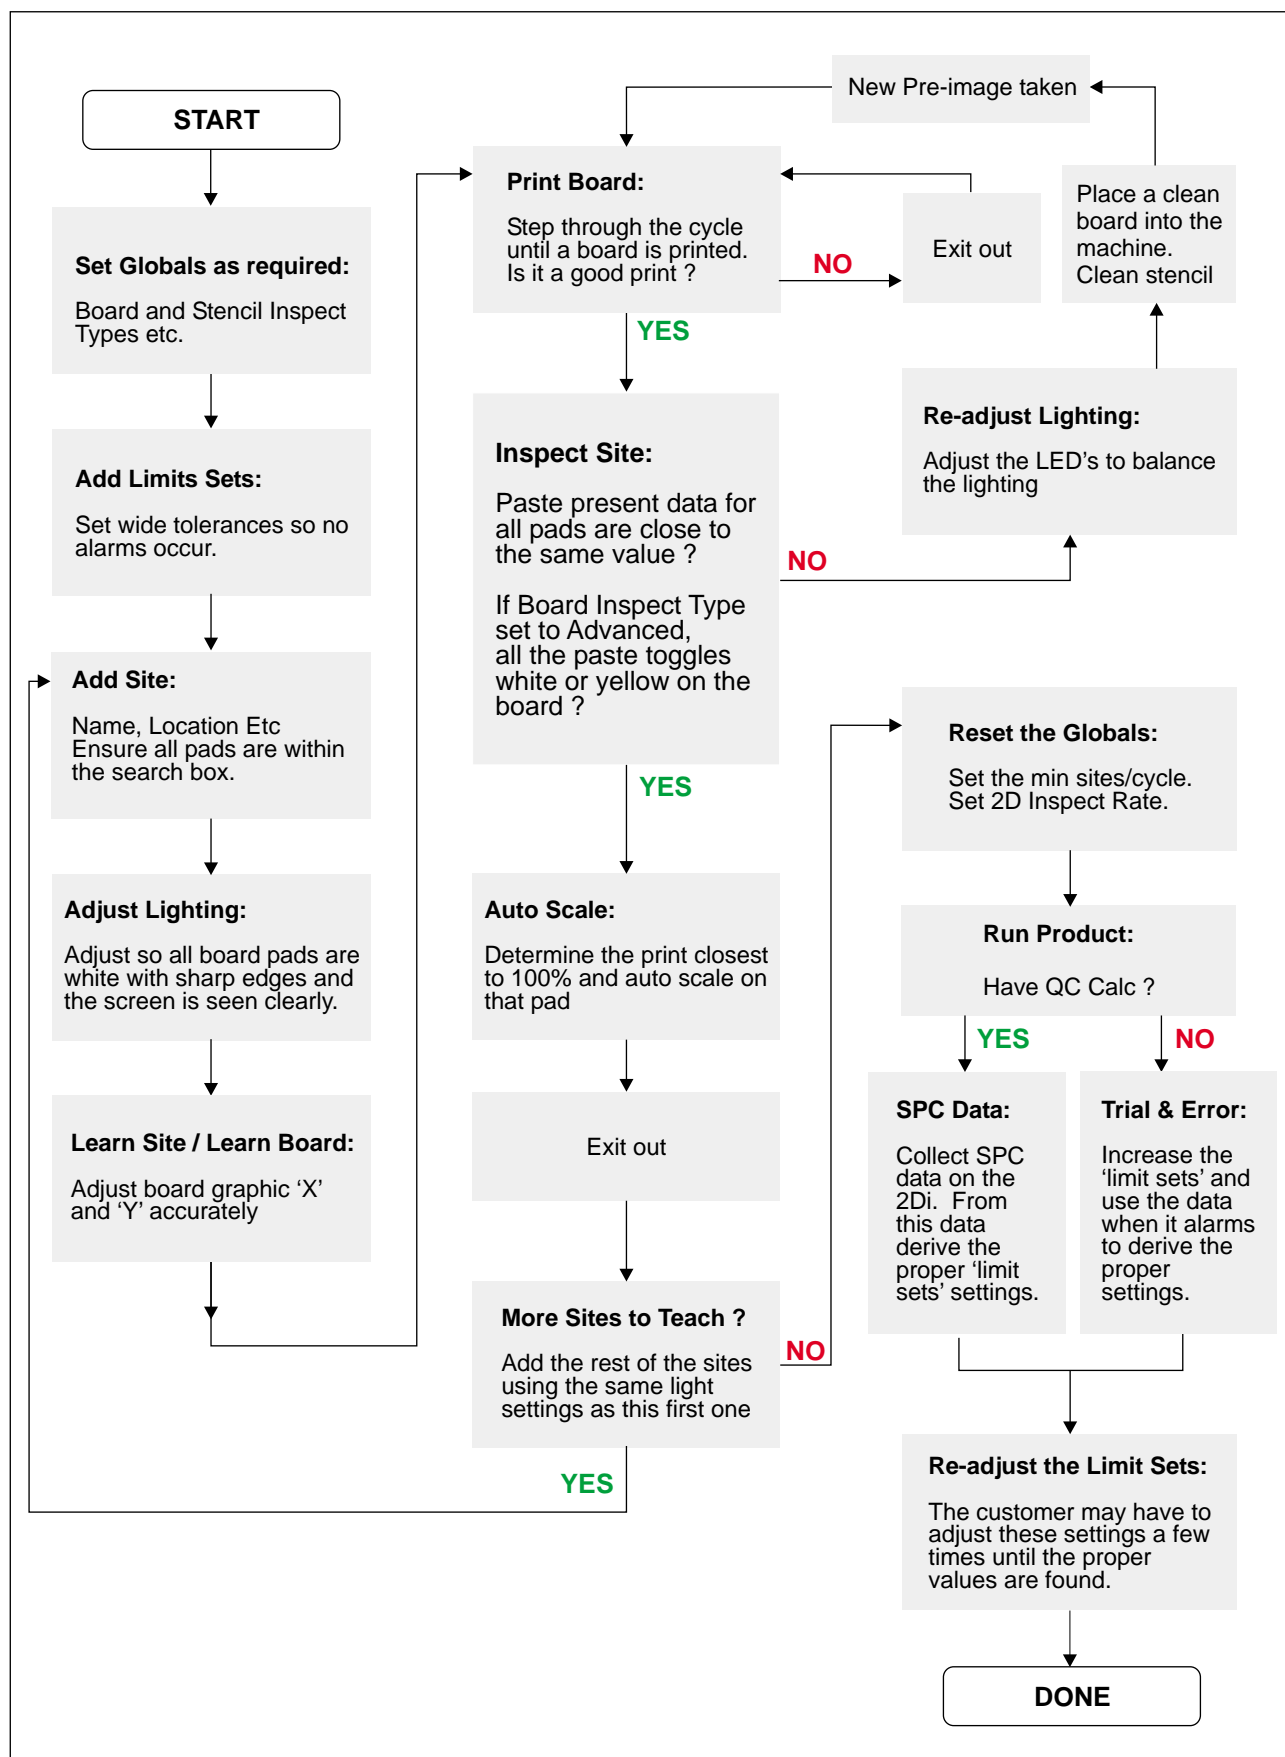 START
Set Globals as required:
Board and Stencil Inspect
Types etc.
Add Limits Sets:
Set wide tolerances so no
alarms occur.
Add Site:
Name, Location Etc
Ensure all pads are within
the search box.
Adjust Lighting:
Adjust so all board pads are
white with sharp edges and
the screen is seen clearly.
Learn Site / Learn Board:
Adjust board graphic ‘X’
and ‘Y’ accurately
Print Board:
Step through the cycle
until a board is printed.
Is it a good print ?
NO
Exit out
YES
New Pre-image taken
Place a clean
board into the
machine.
Clean stencil
Re-adjust Lighting:
Adjust the LED’s to balance
the lighting
Inspect Site:
Paste present data for
all pads are close to
the same value ?
If Board Inspect Type
set to Advanced,
all the paste toggles
white or yellow on the
board ?
NO
YES
Auto Scale:
Determine the print closest
to 100% and auto scale on
that pad
Exit out
More Sites to Teach ?
Add the rest of the sites
using the same light
settings as this first one
NO
YES
Reset the Globals:
Set the min sites/cycle.
Set 2D Inspect Rate.
Run Product:
Have QC Calc ?
YES
NO
SPC Data:
Collect SPC
data on the
2Di.  From
this data
derive the
proper ‘limit
sets’ settings.
Trial & Error:
Increase the
‘limit sets’ and
use the data
when it alarms
to derive the
proper
settings.
Re-adjust the Limit Sets:
The customer may have to
adjust these settings a few
times until the proper
values are found.
DONE